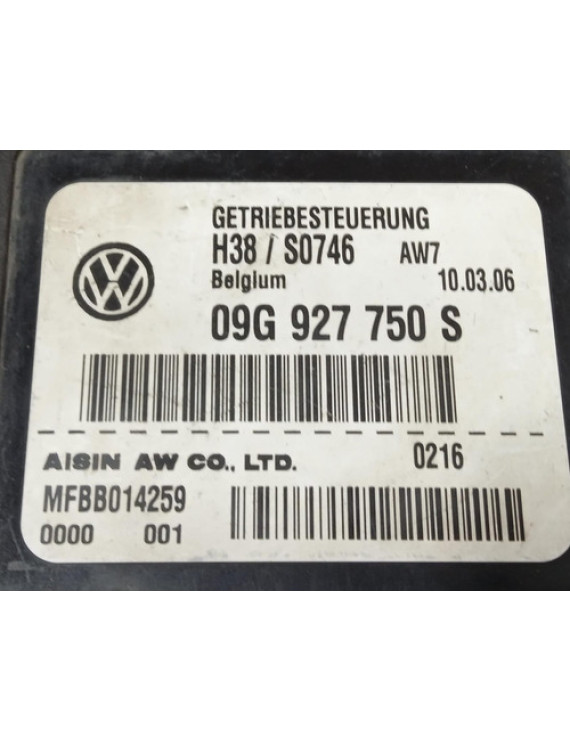 GETRIEBESTEUERUNG
H38 / S0746 AW7
Belgium 10.03.06
09G 927 750 S
AISIN AW CO., LTD. 0216
MFBB014259
0000 001